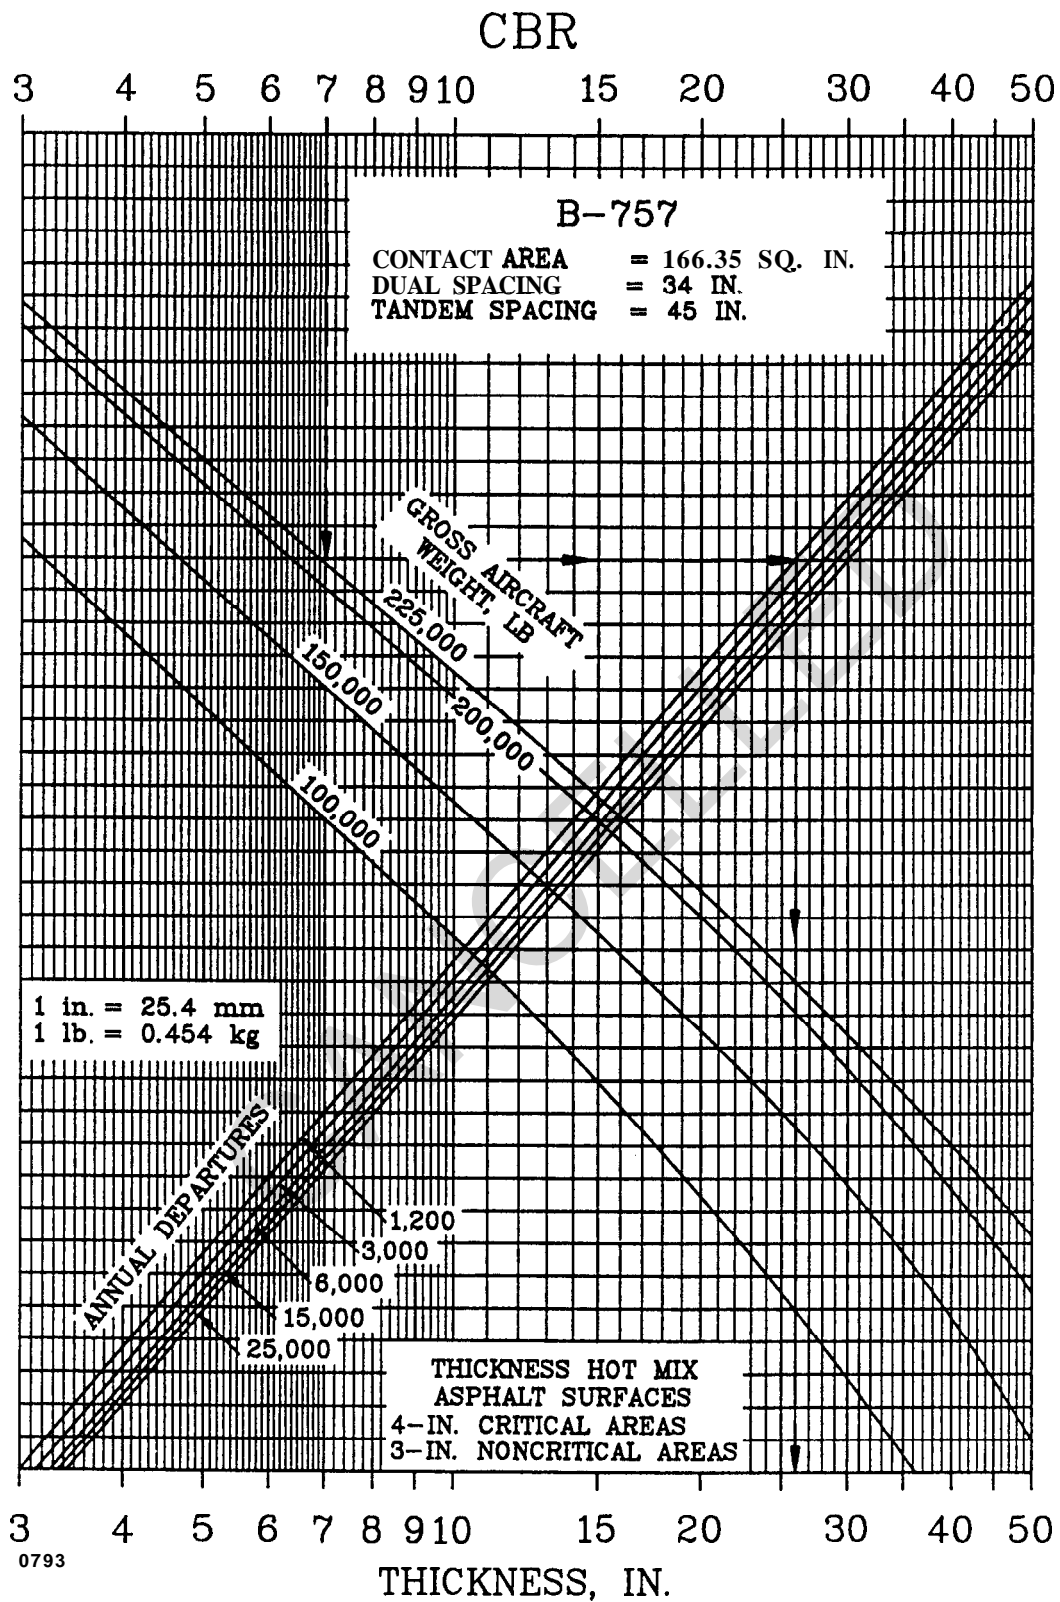 CBR
3 4 5 6 7 8 9 10 15 20 30 40 50
B-757
CONTACT AREA = 166.35 SQ. IN.
DUAL SPACING = 34 IN.
TANDEM SPACING = 45 IN.
GROSS AIRCRAFT
WEIGHT, LB
225,000
200,000
150,000
100,000
1 in. = 25.4 mm
1 lb. = 0.454 kg
ANNUAL DEPARTURES
1,200
3,000
6,000
15,000
25,000
THICKNESS HOT MIX
ASPHALT SURFACES
4-IN. CRITICAL AREAS
3-IN. NONCRITICAL AREAS
3 4 5 6 7 8 9 10 15 20 30 40 50
0793
THICKNESS, IN.
CANCELLED